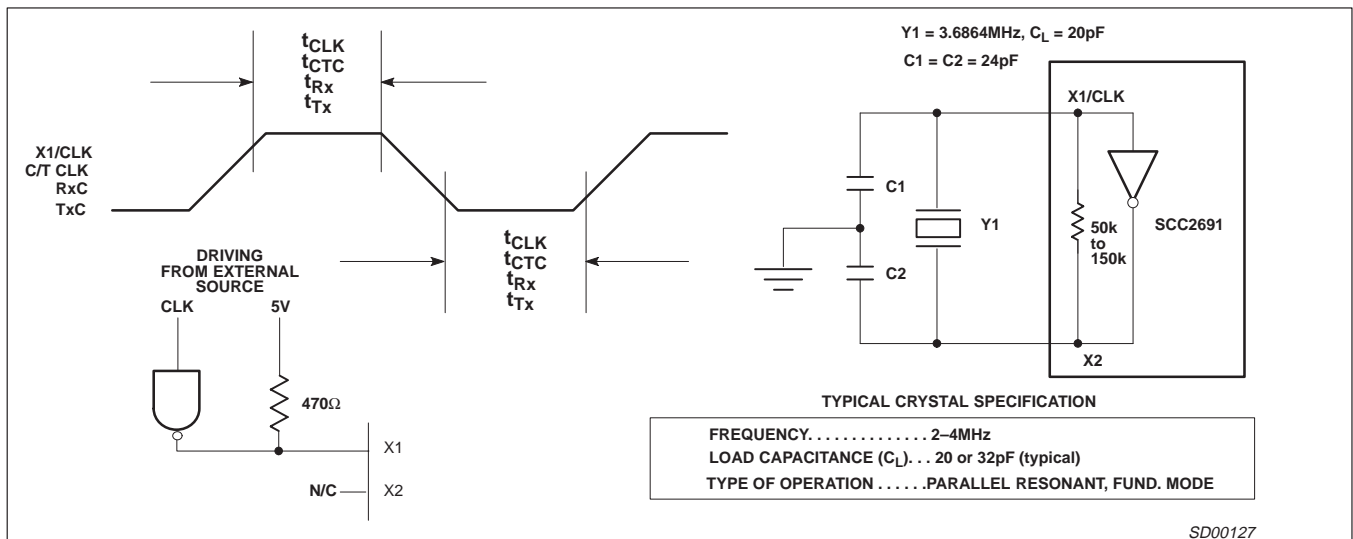 tCLK
tCTC
tRx
tTx
X1/CLK
C/T CLK
RxC
TxC
tCLK
tCTC
tRx
tTx
DRIVING
FROM EXTERNAL
SOURCE
CLK 5V
470Ω
X1
N/C X2
Y1 = 3.6864MHz, CL = 20pF
C1 = C2 = 24pF
X1/CLK
C1
Y1
C2
50k
to
150k
SCC2691
X2
TYPICAL CRYSTAL SPECIFICATION
FREQUENCY. . . . . . . . . . . . . 2–4MHz
LOAD CAPACITANCE (CL). . . 20 or 32pF (typical)
TYPE OF OPERATION . . . . . .PARALLEL RESONANT, FUND. MODE
SD00127